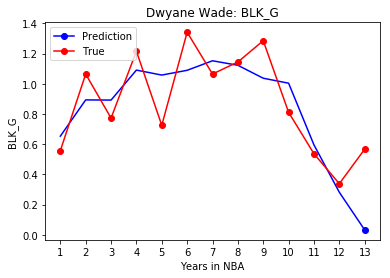 Dwyane Wade: BLK_G
Prediction
True
BLK_G
1.4
1.2
1.0
0.8
0.6
0.4
0.2
0.0
1 2 3 4 5 6 7 8 9 10 11 12 13
Years in NBA